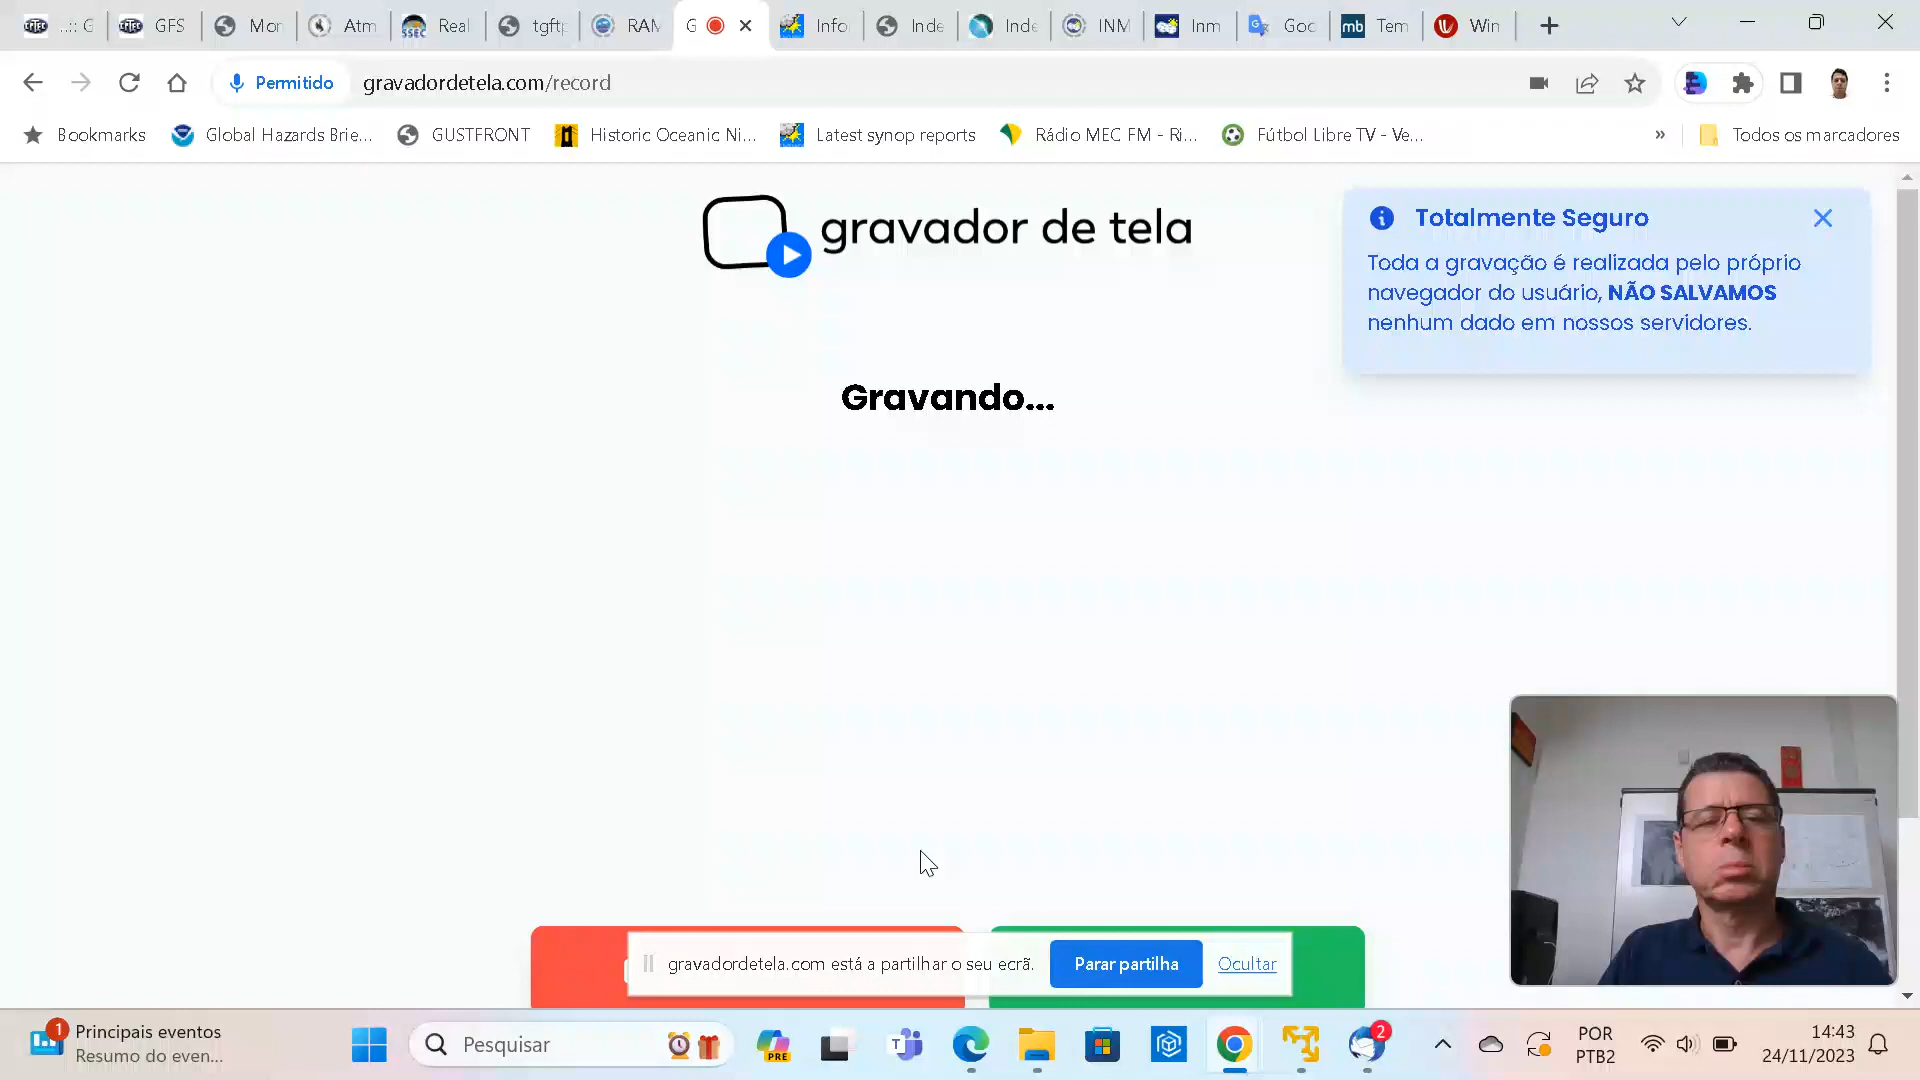 ..:: G
GFS
Mor
Atm
Real
tgftp
RAM
G
Info
Inde
Inde
INM
Inm
Goo
Tem
Win
Permitido
gravadordetela.com/record
Bookmarks
Global Hazards Brie...
GUSTFRONT
Historic Oceanic Ni...
Latest synop reports
Rádio MEC FM - Ri...
Fútbol Libre TV - Ve...
»
Todos os marcadores
gravador de tela
Totalmente Seguro
Toda a gravação é realizada pelo próprio
navegador do usuário, NÃO SALVAMOS
nenhum dado em nossos servidores.
Gravando...
gravadordetela.com está a partilhar o seu ecrã.
Parar partilha
Ocultar
1
Principais eventos
Resumo do even...
Pesquisar
PRE
2
POR
PTB2
14:43
24/11/2023